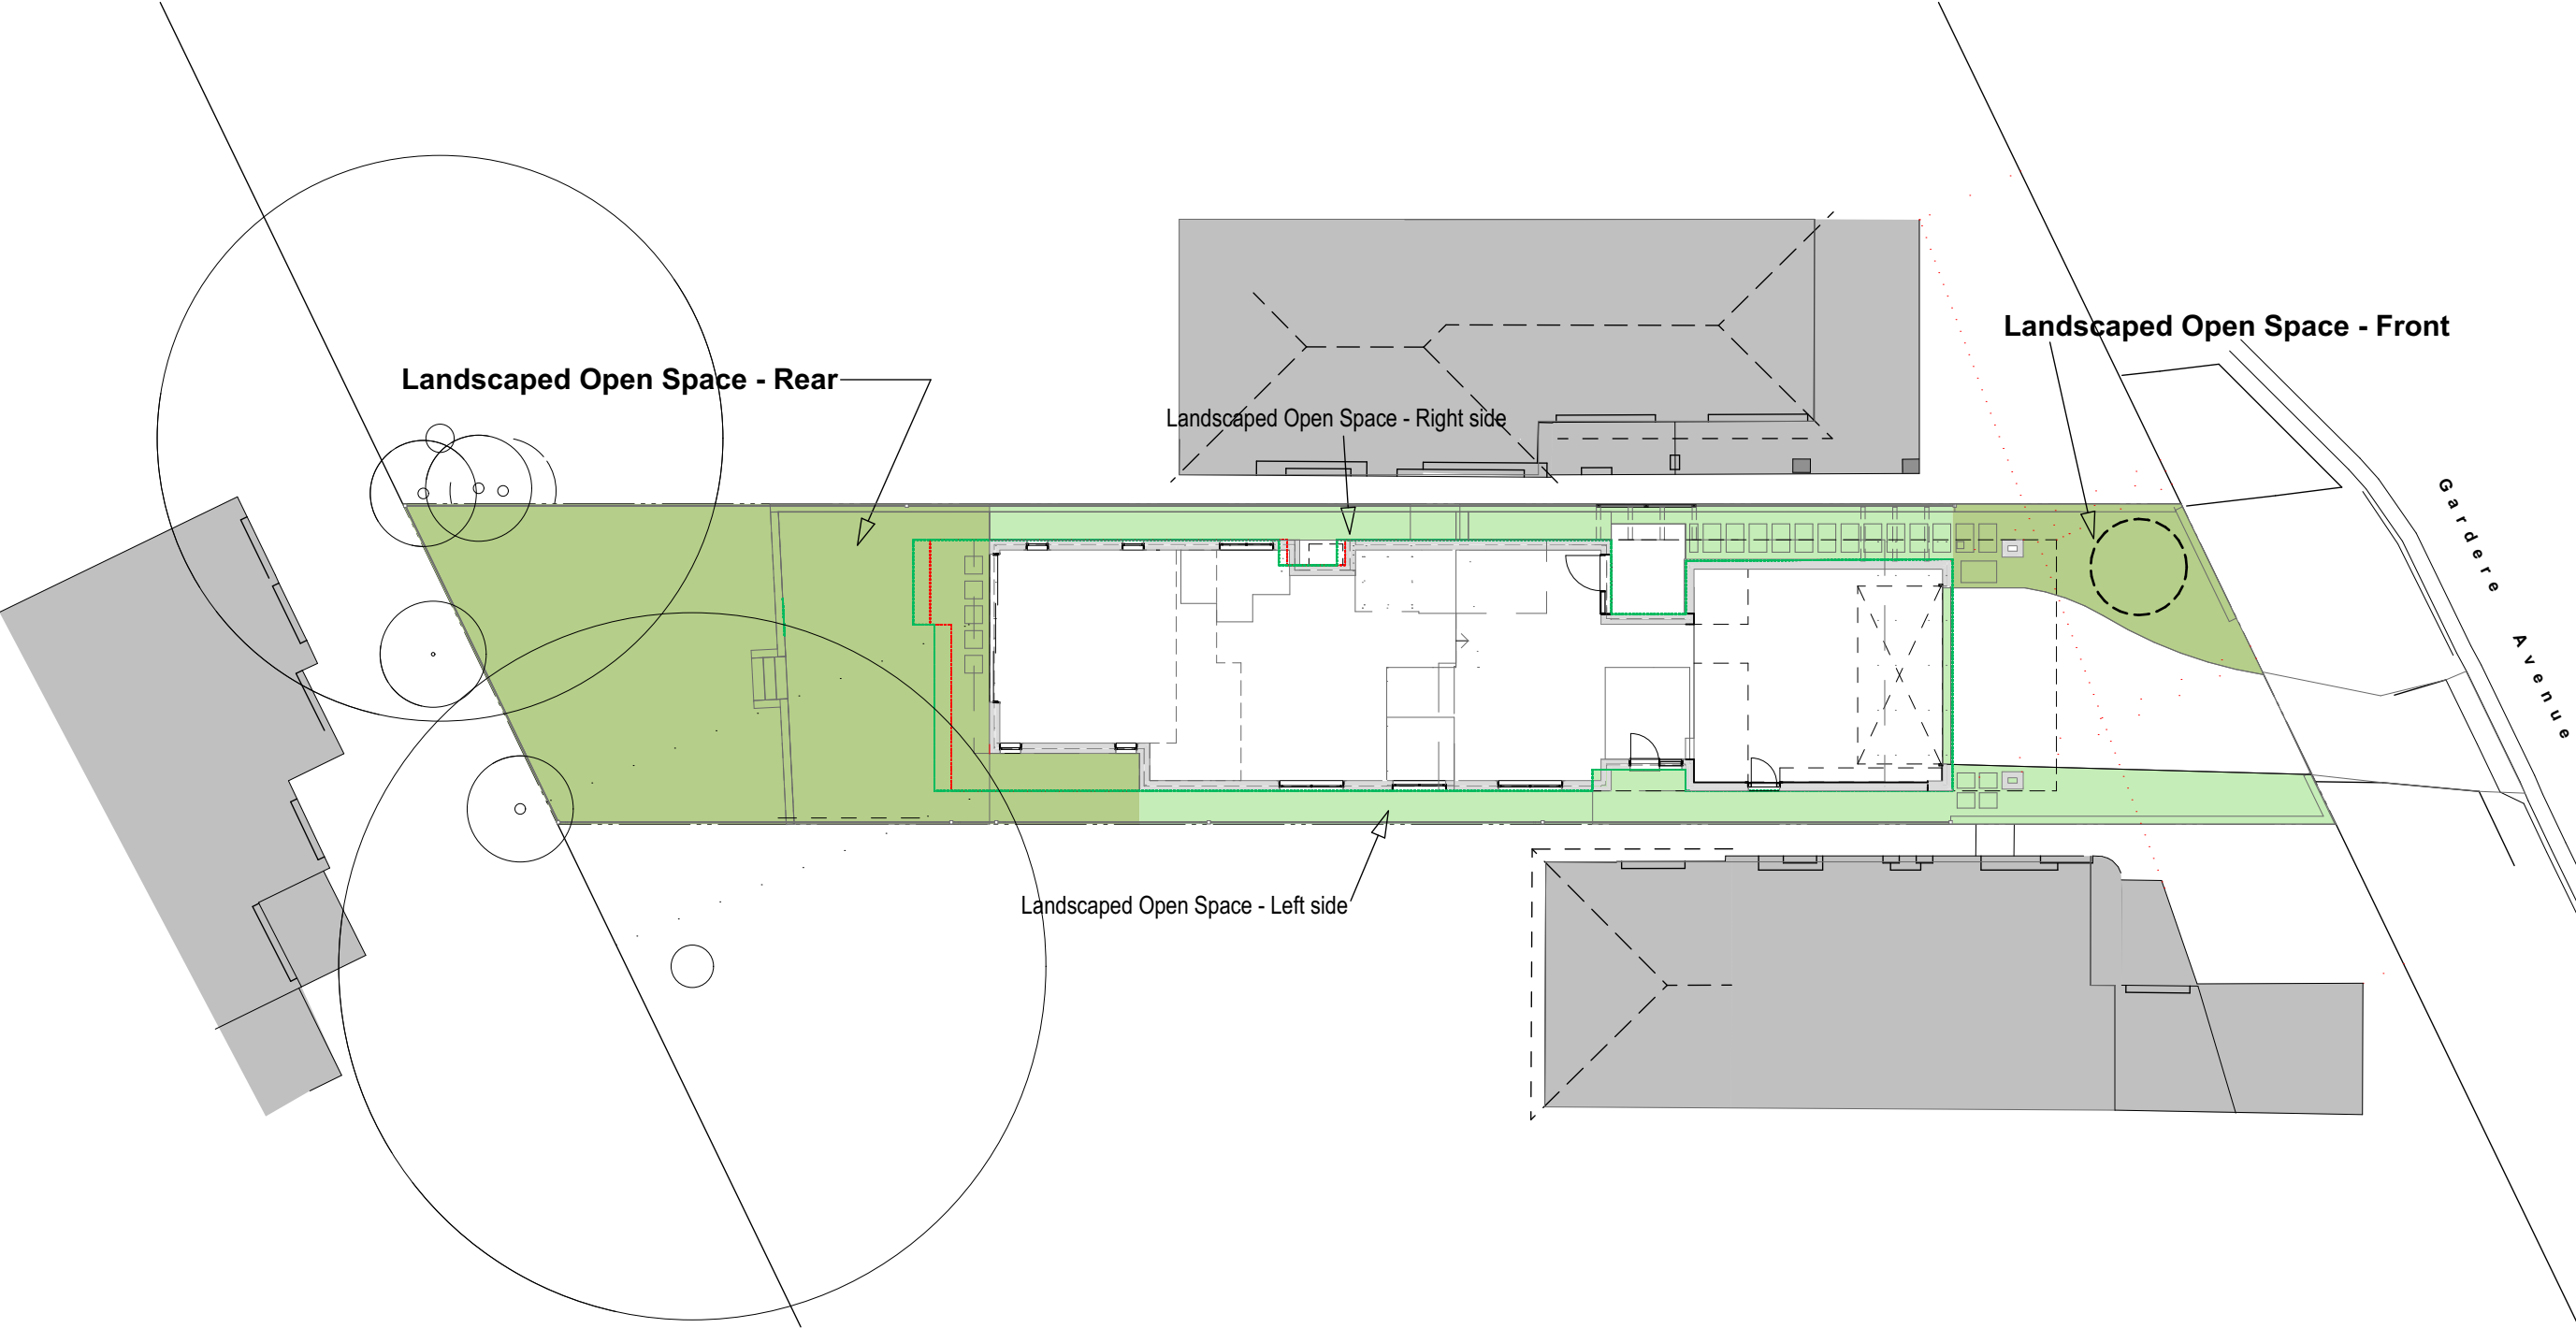 Landscaped Open Space - Front
Landscaped Open Space - Rear
Landscaped Open Space - Right side
Gardere Avenue
Landscaped Open Space - Left side